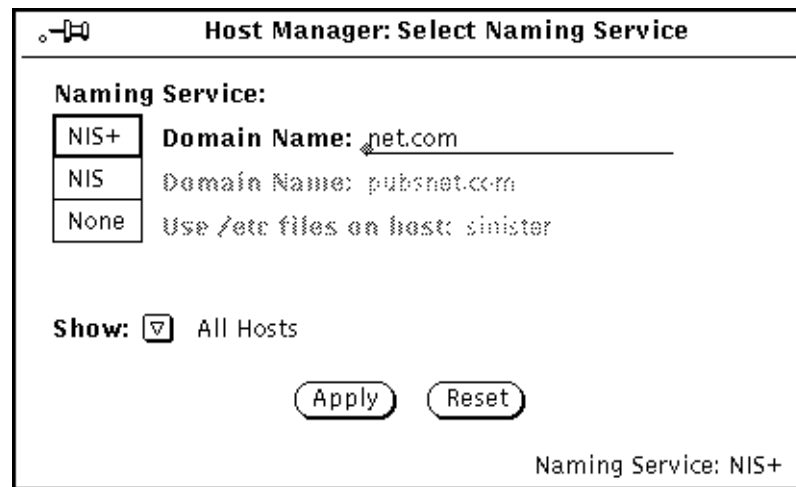 Host Manager: Select Naming Service
Naming Service:
NIS+ Domain Name: net.com
NIS Domain Name: pubsnet.com
None Use /etc files on host: sinister
Show: All Hosts
Apply Reset
Naming Service: NIS+